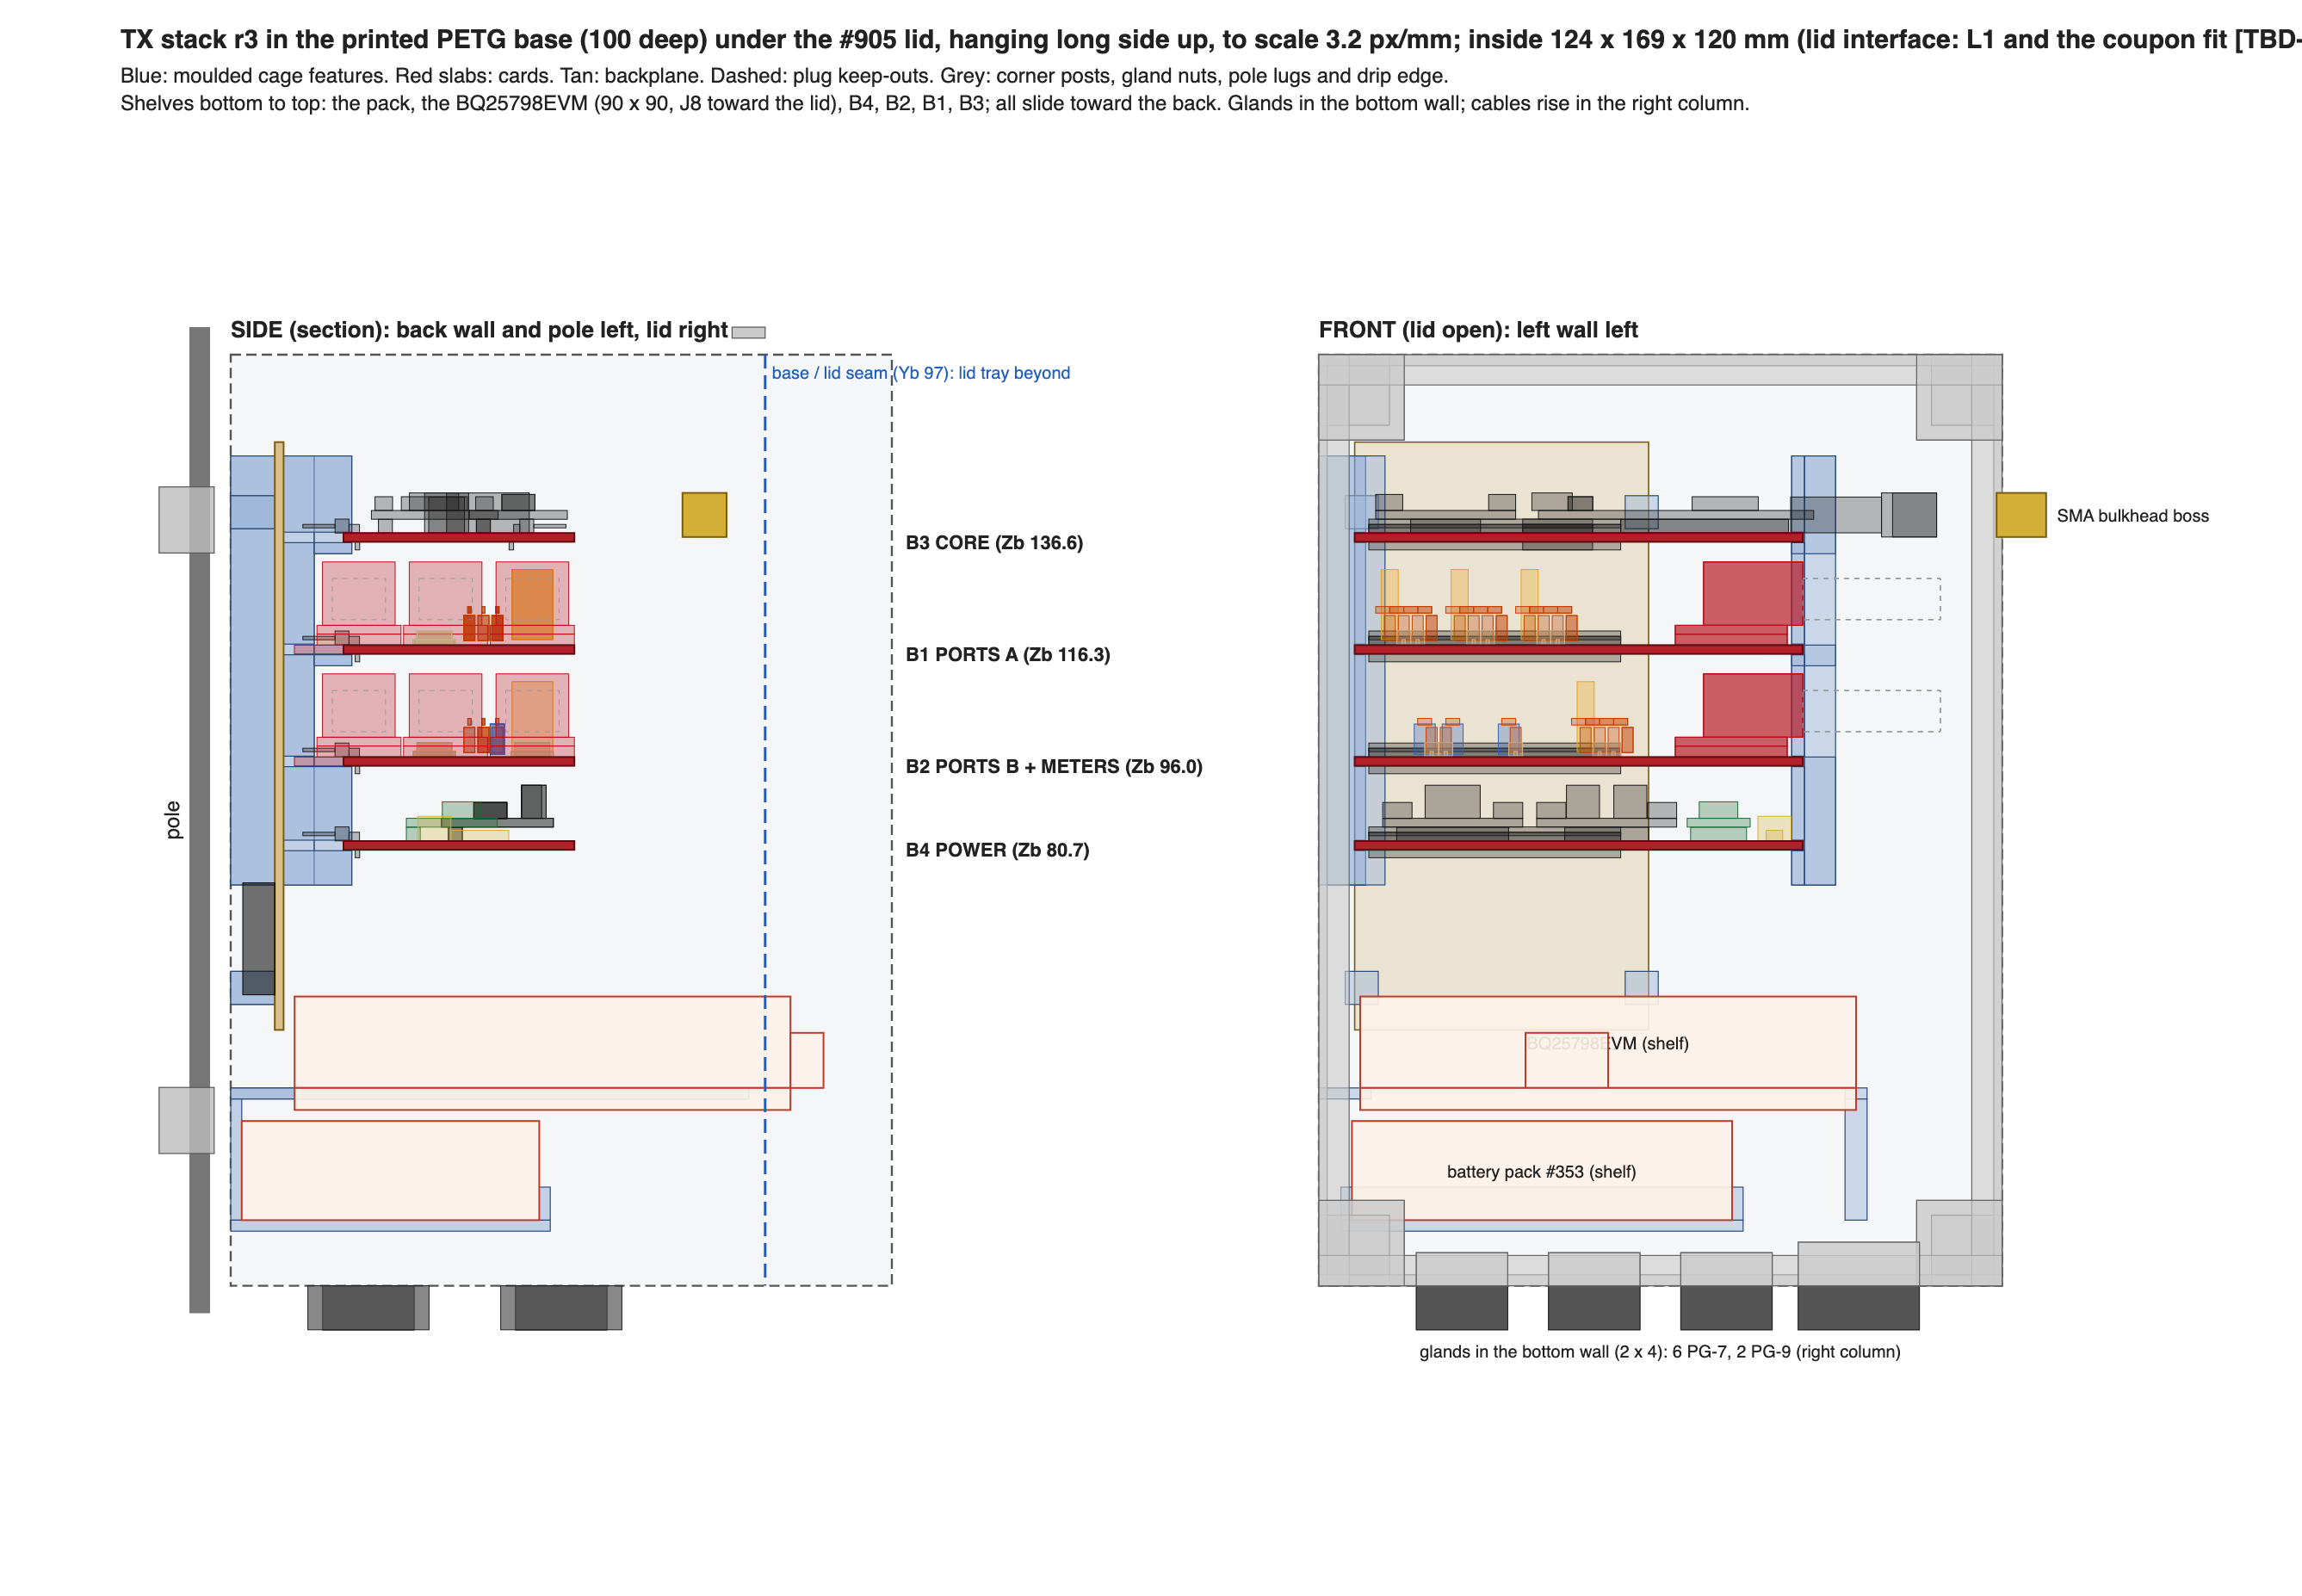 TX stack r3 in the printed PETG base (100 deep) under the #905 lid, hanging long side up, to scale 3.2 px/mm; inside 124 x 169 x 120 mm (lid interface: L1 and the coupon fit [TBD-
Blue: moulded cage features. Red slabs: cards. Tan: backplane. Dashed: plug keep-outs. Grey: corner posts, gland nuts, pole lugs and drip edge.
Shelves bottom to top: the pack, the BQ25798EVM (90 x 90, J8 toward the lid), B4, B2, B1, B3; all slide toward the back. Glands in the bottom wall; cables rise in the right column.
SIDE (section): back wall and pole left, lid right
base / lid seam (Yb 97): lid tray beyond
B3 CORE (Zb 136.6)
B1 PORTS A (Zb 116.3)
B2 PORTS B + METERS (Zb 96.0)
B4 POWER (Zb 80.7)
pole
FRONT (lid open): left wall left
SMA bulkhead boss
BQ25798EVM (shelf)
battery pack #353 (shelf)
glands in the bottom wall (2 x 4): 6 PG-7, 2 PG-9 (right column)